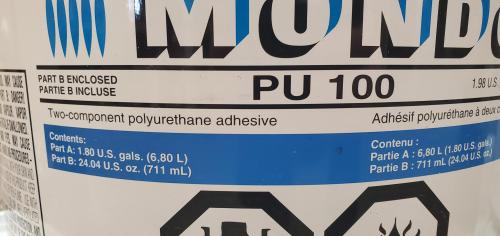 MONDO
PART B ENCLOSED
PARTIE B INCLUSE
PU 100
1.98 U.S.
Two-component polyurethane adhesive
Adhésif polyuréthane à deux
Contents:
Part A: 1.80 U.S. gals. (6,80 L)
Part B: 24.04 U.S. oz. (711 mL)
Contenu :
Partie A : 6,80 L (1.80 U.S. gals.)
Partie B : 711 mL (24.04 U.S. oz.)
MAY CAUSE